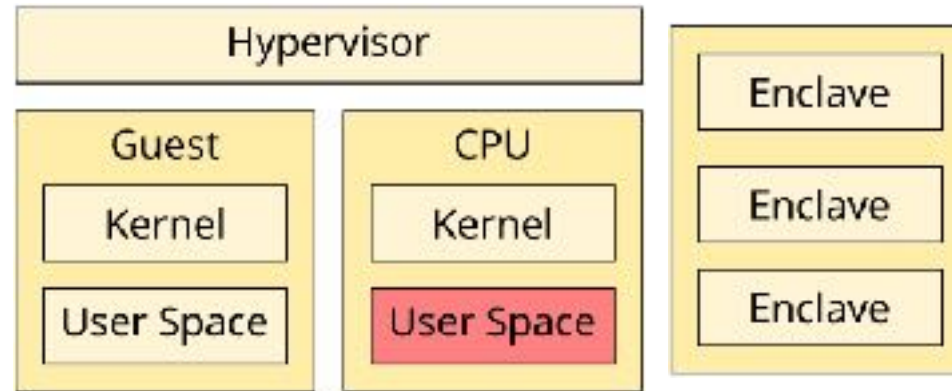 Hypervisor
Guest
Kernel
User Space
CPU
Kernel
User Space
Enclave
Enclave
Enclave